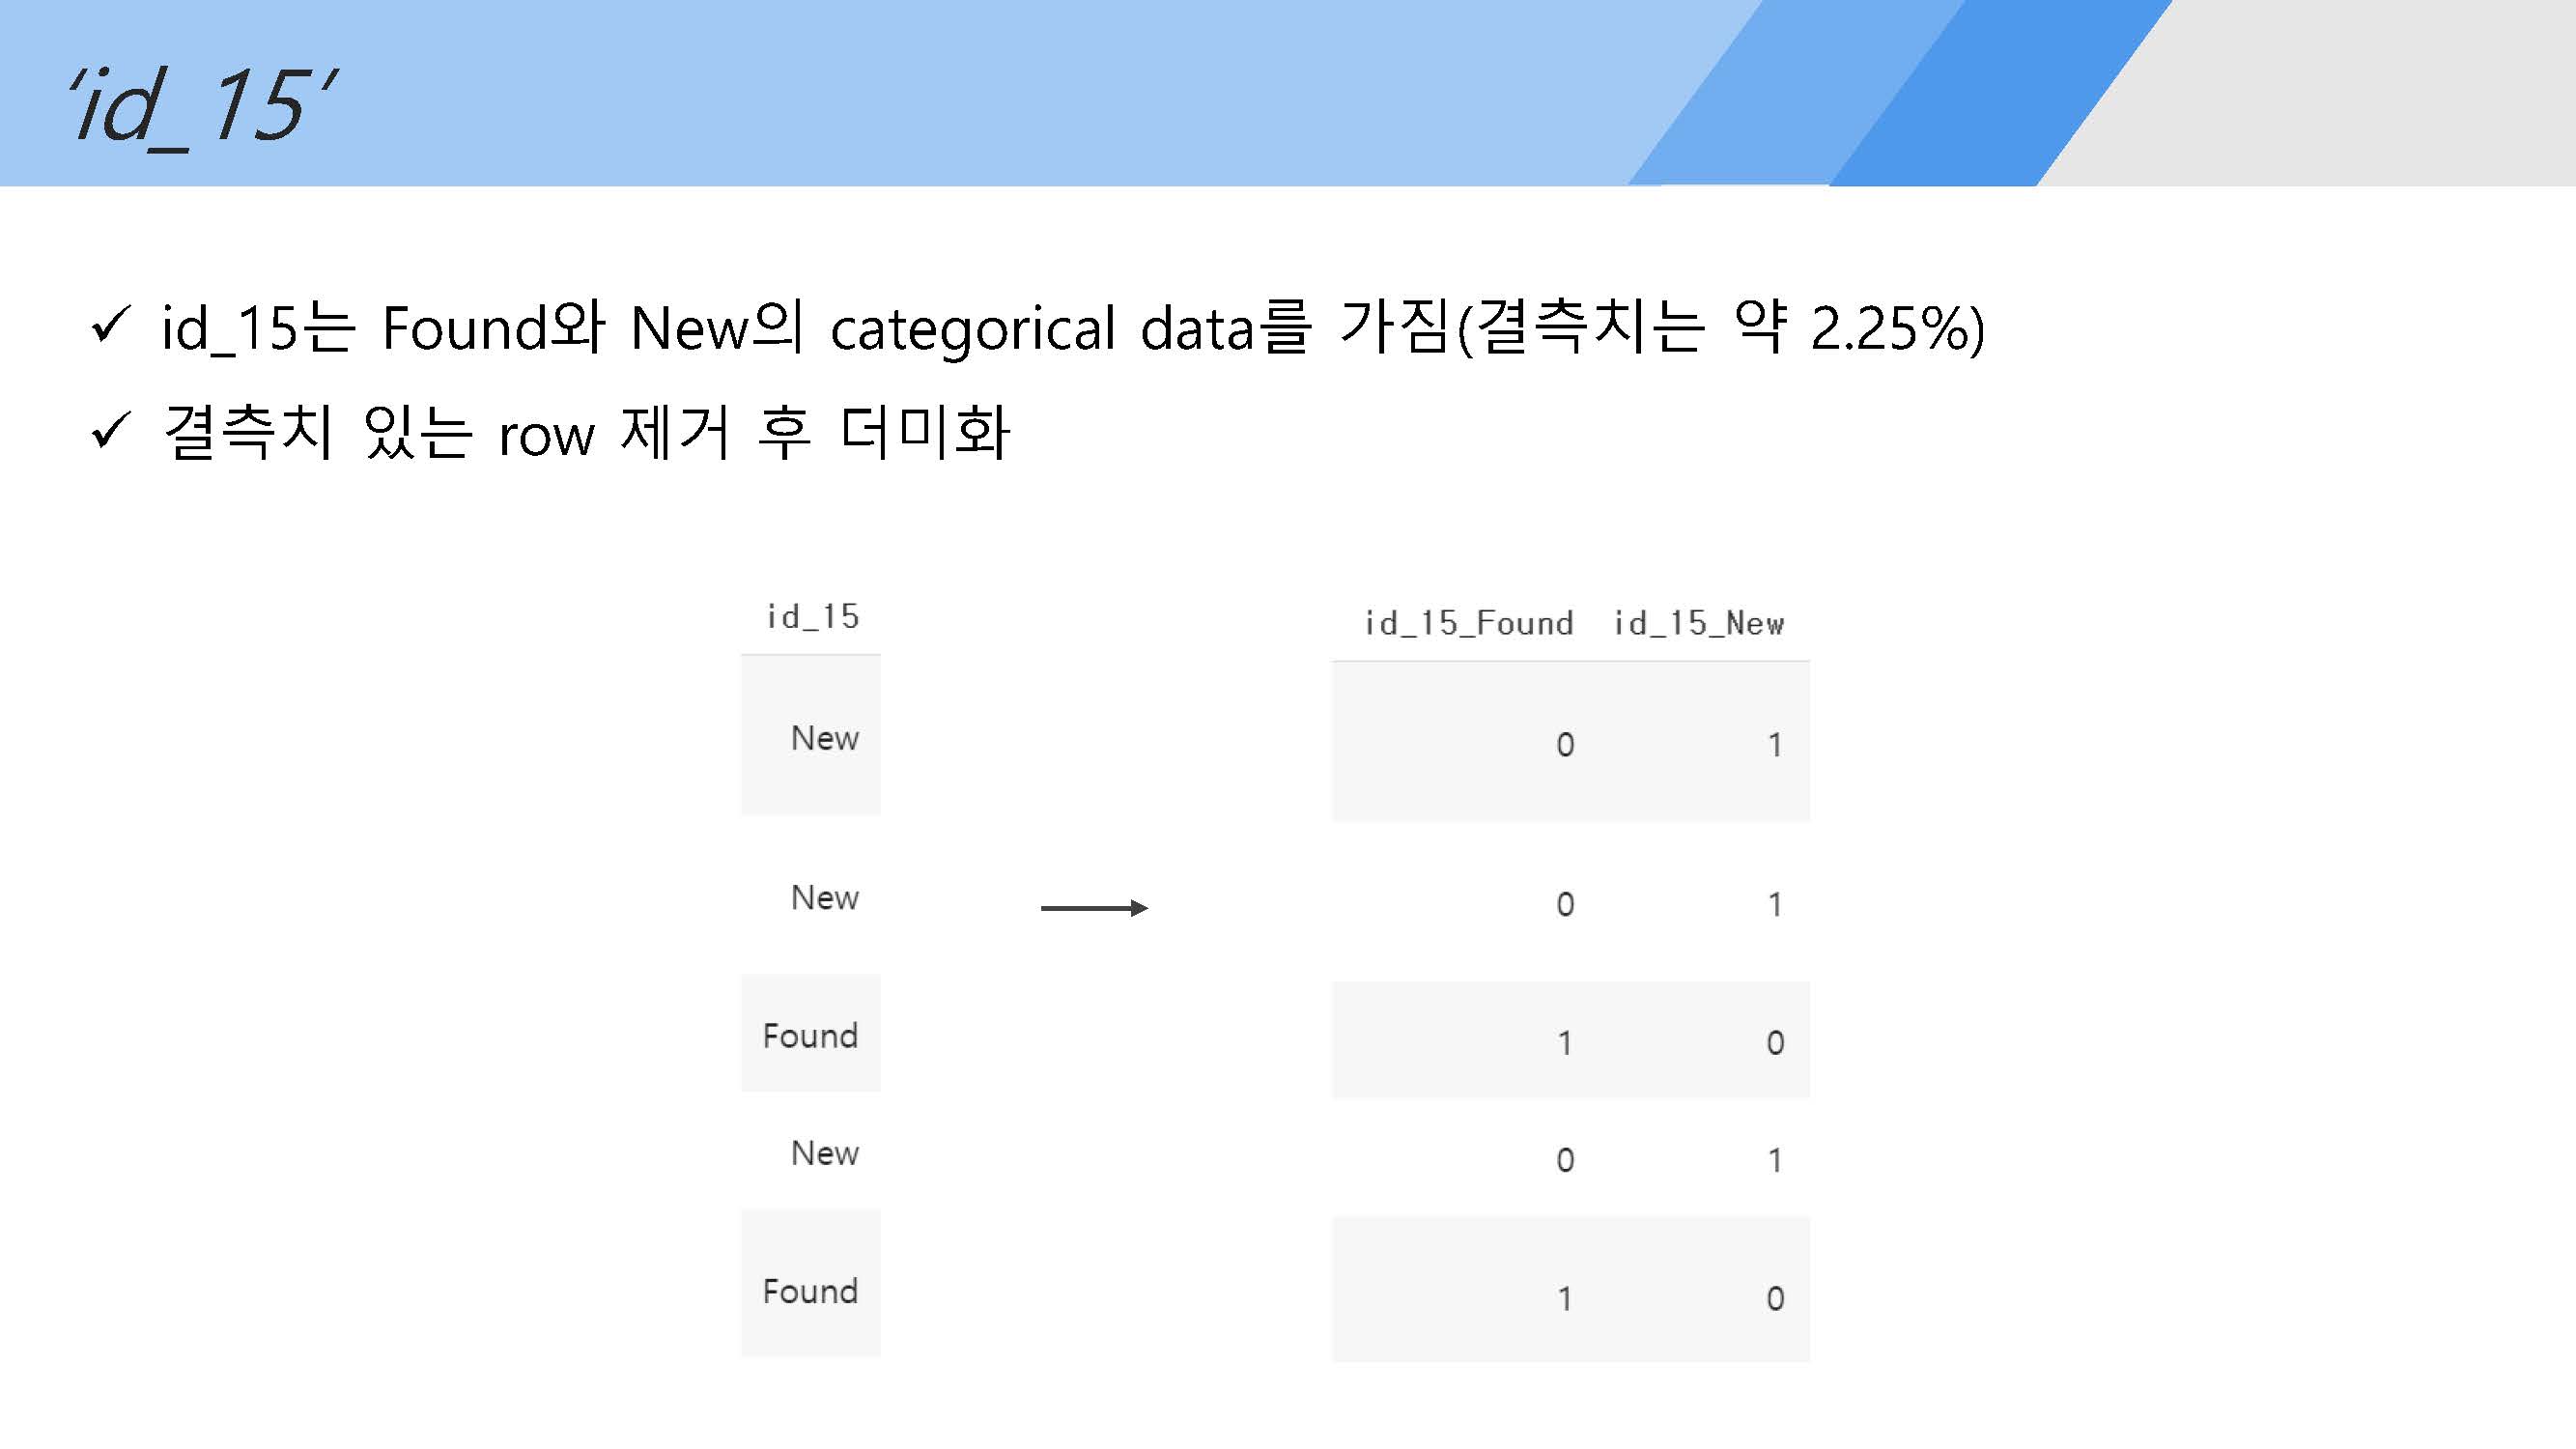 ‘id_15’
✓ id_15는 Found와 New의 categorical data를 가짐(결측치는 약 2.25%)
✓ 결측치 있는 row 제거 후 더미화
id_15
New
New
Found
New
Found
id_15_Found id_15_New
0 1
0 1
1 0
0 1
1 0